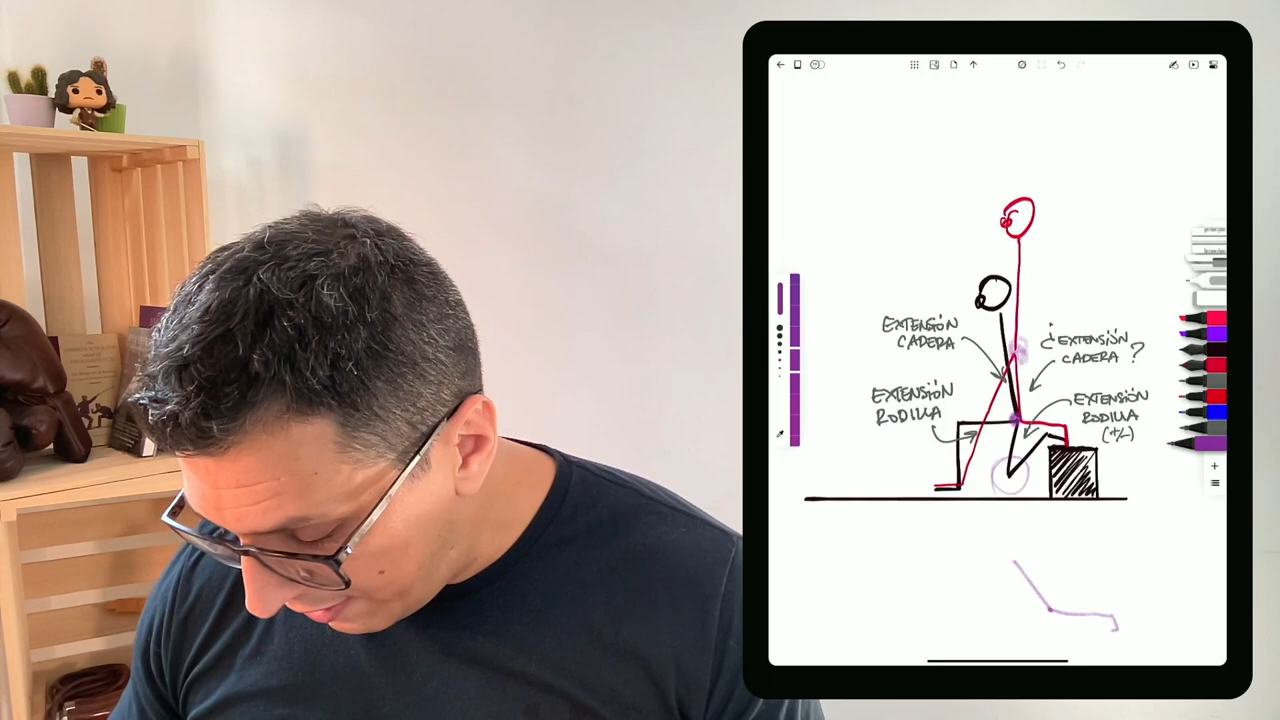 EXTENSIÓN
CADERA
¿EXTENSIÓN
CADERA?
EXTENSIÓN
RODILLA
EXTENSIÓN
RODILLA
(+/-)